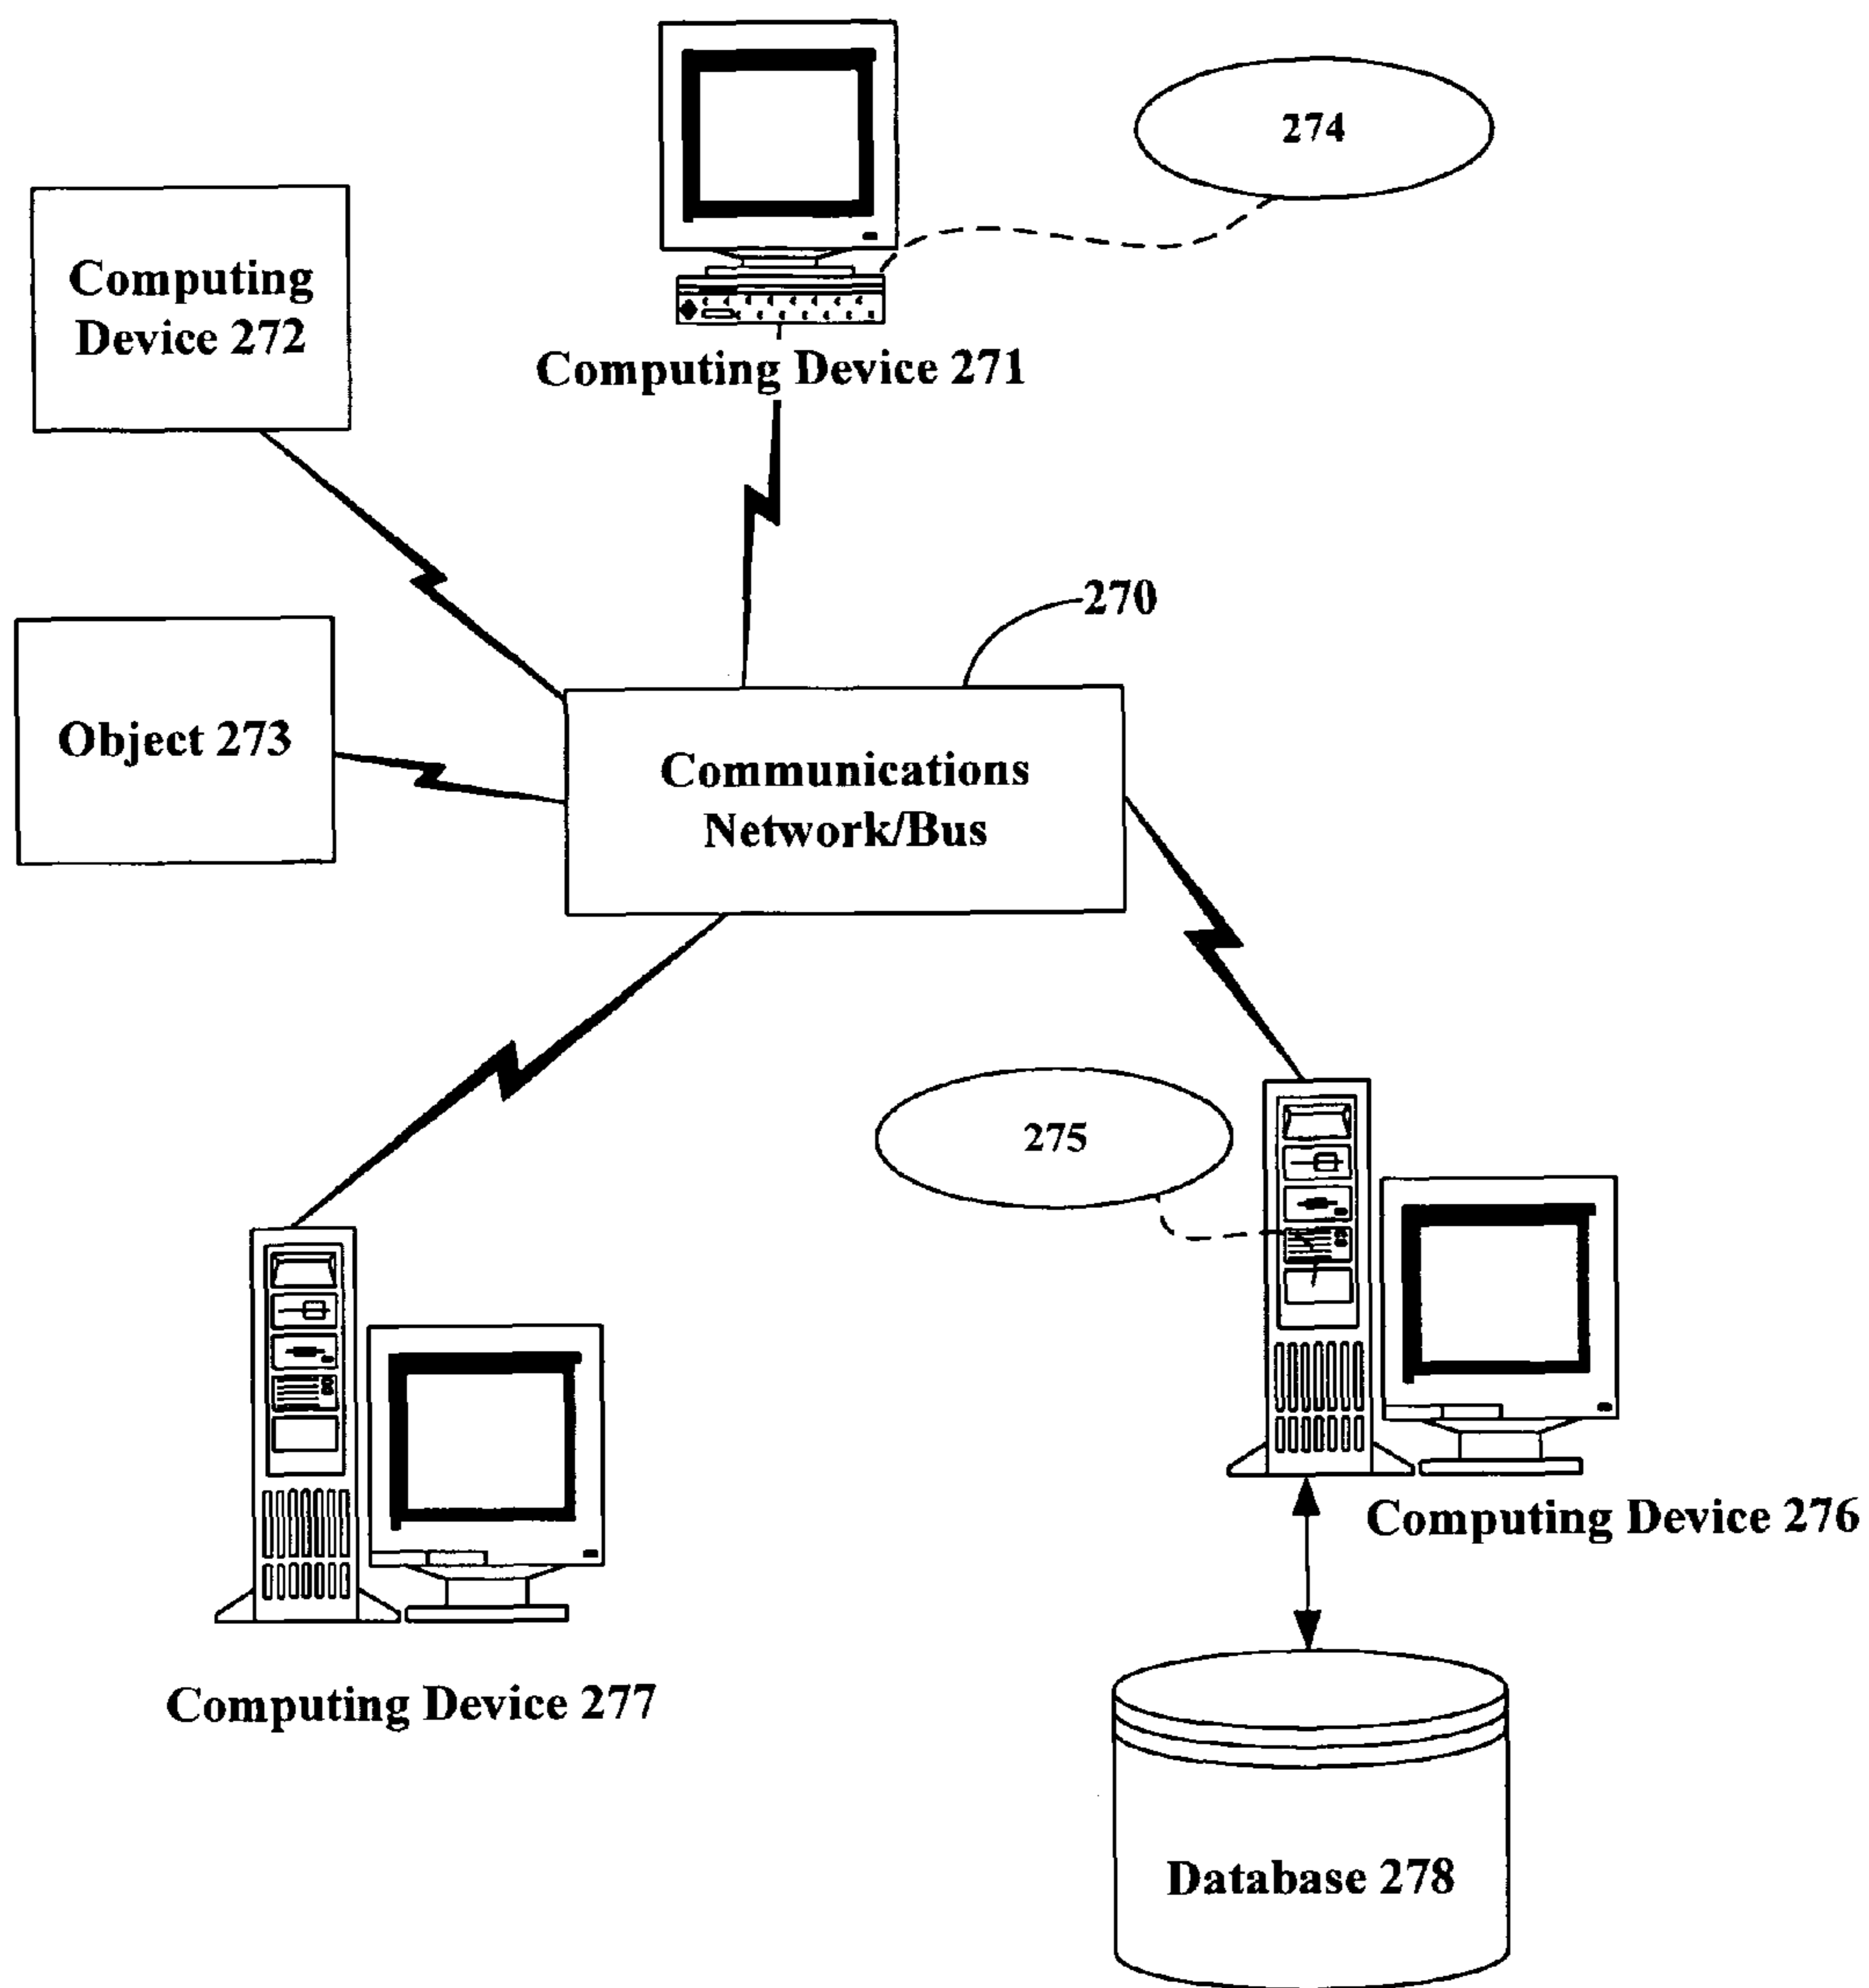 274
Computing
Device 272
Computing Device 271
270
Object 273
Communications
Network/Bus
275
Computing Device 276
Computing Device 277
Database 278